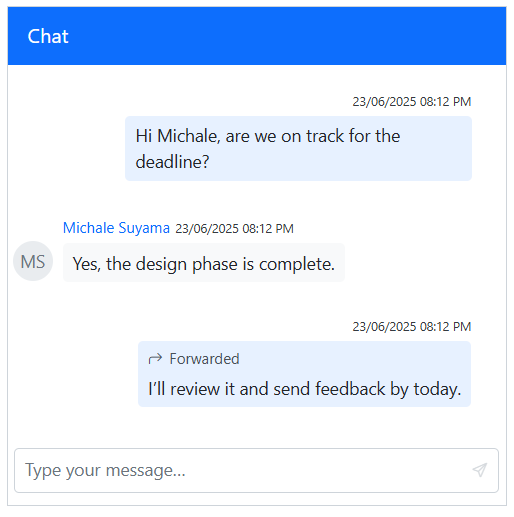 Chat
23/06/2025 08:12 PM
Hi Michale, are we on track for the
deadline?
Michale Suyama 23/06/2025 08:12 PM
MS
Yes, the design phase is complete.
23/06/2025 08:12 PM
Forwarded
I’ll review it and send feedback by today.
Type your message...